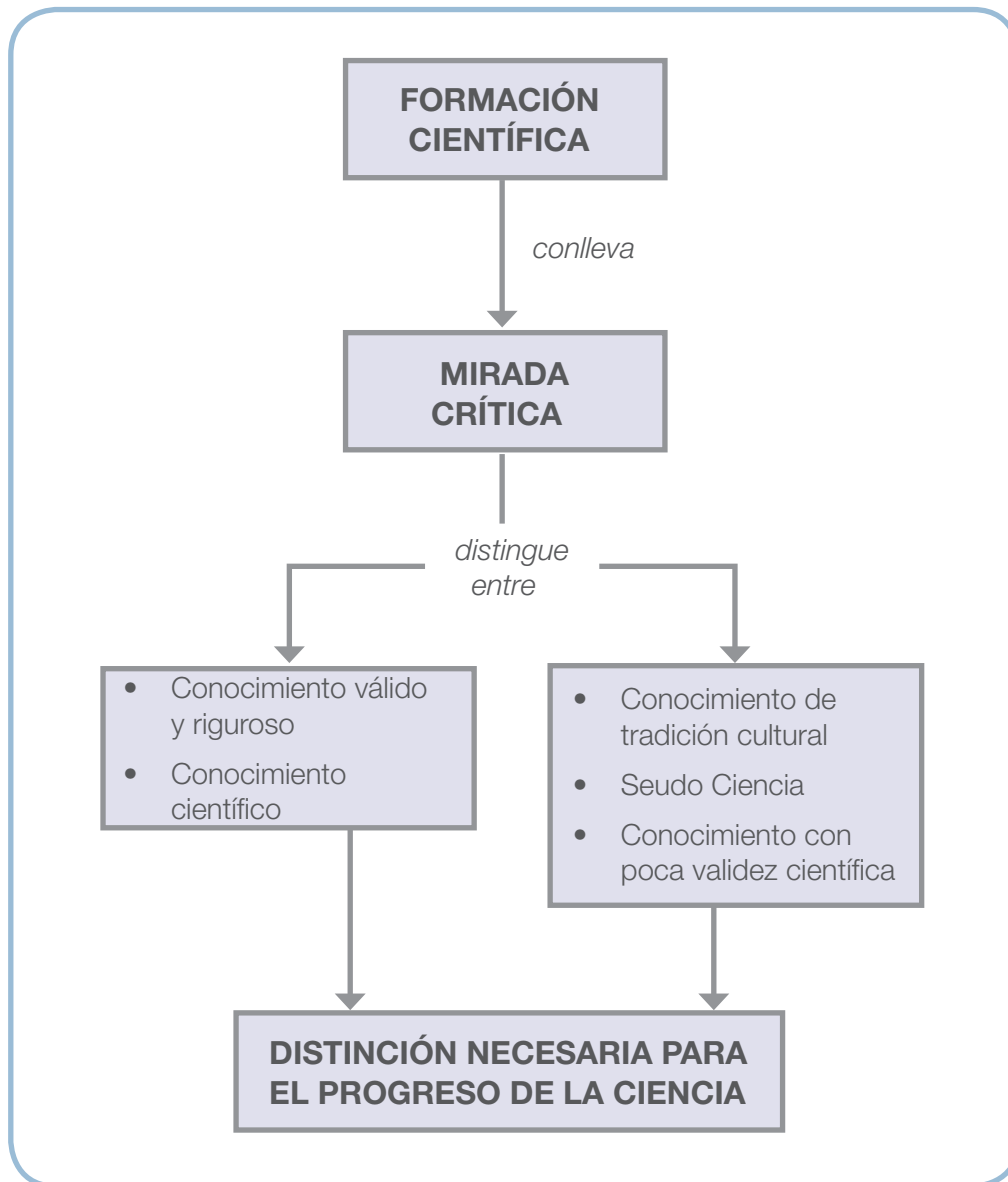 FORMACIÓN
CIENTÍFICA
conlleva
MIRADA
CRÍTICA
distingue
entre
• Conocimiento válido
y riguroso
• Conocimiento
científico
• Conocimiento de
tradición cultural
• Seudo Ciencia
• Conocimiento con
poca validez científica
DISTINCIÓN NECESARIA PARA
EL PROGRESO DE LA CIENCIA